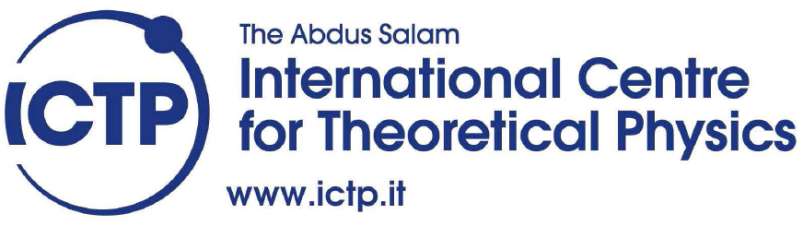 ICTP
The Abdus Salam
International Centre
for Theoretical Physics
www.ictp.it